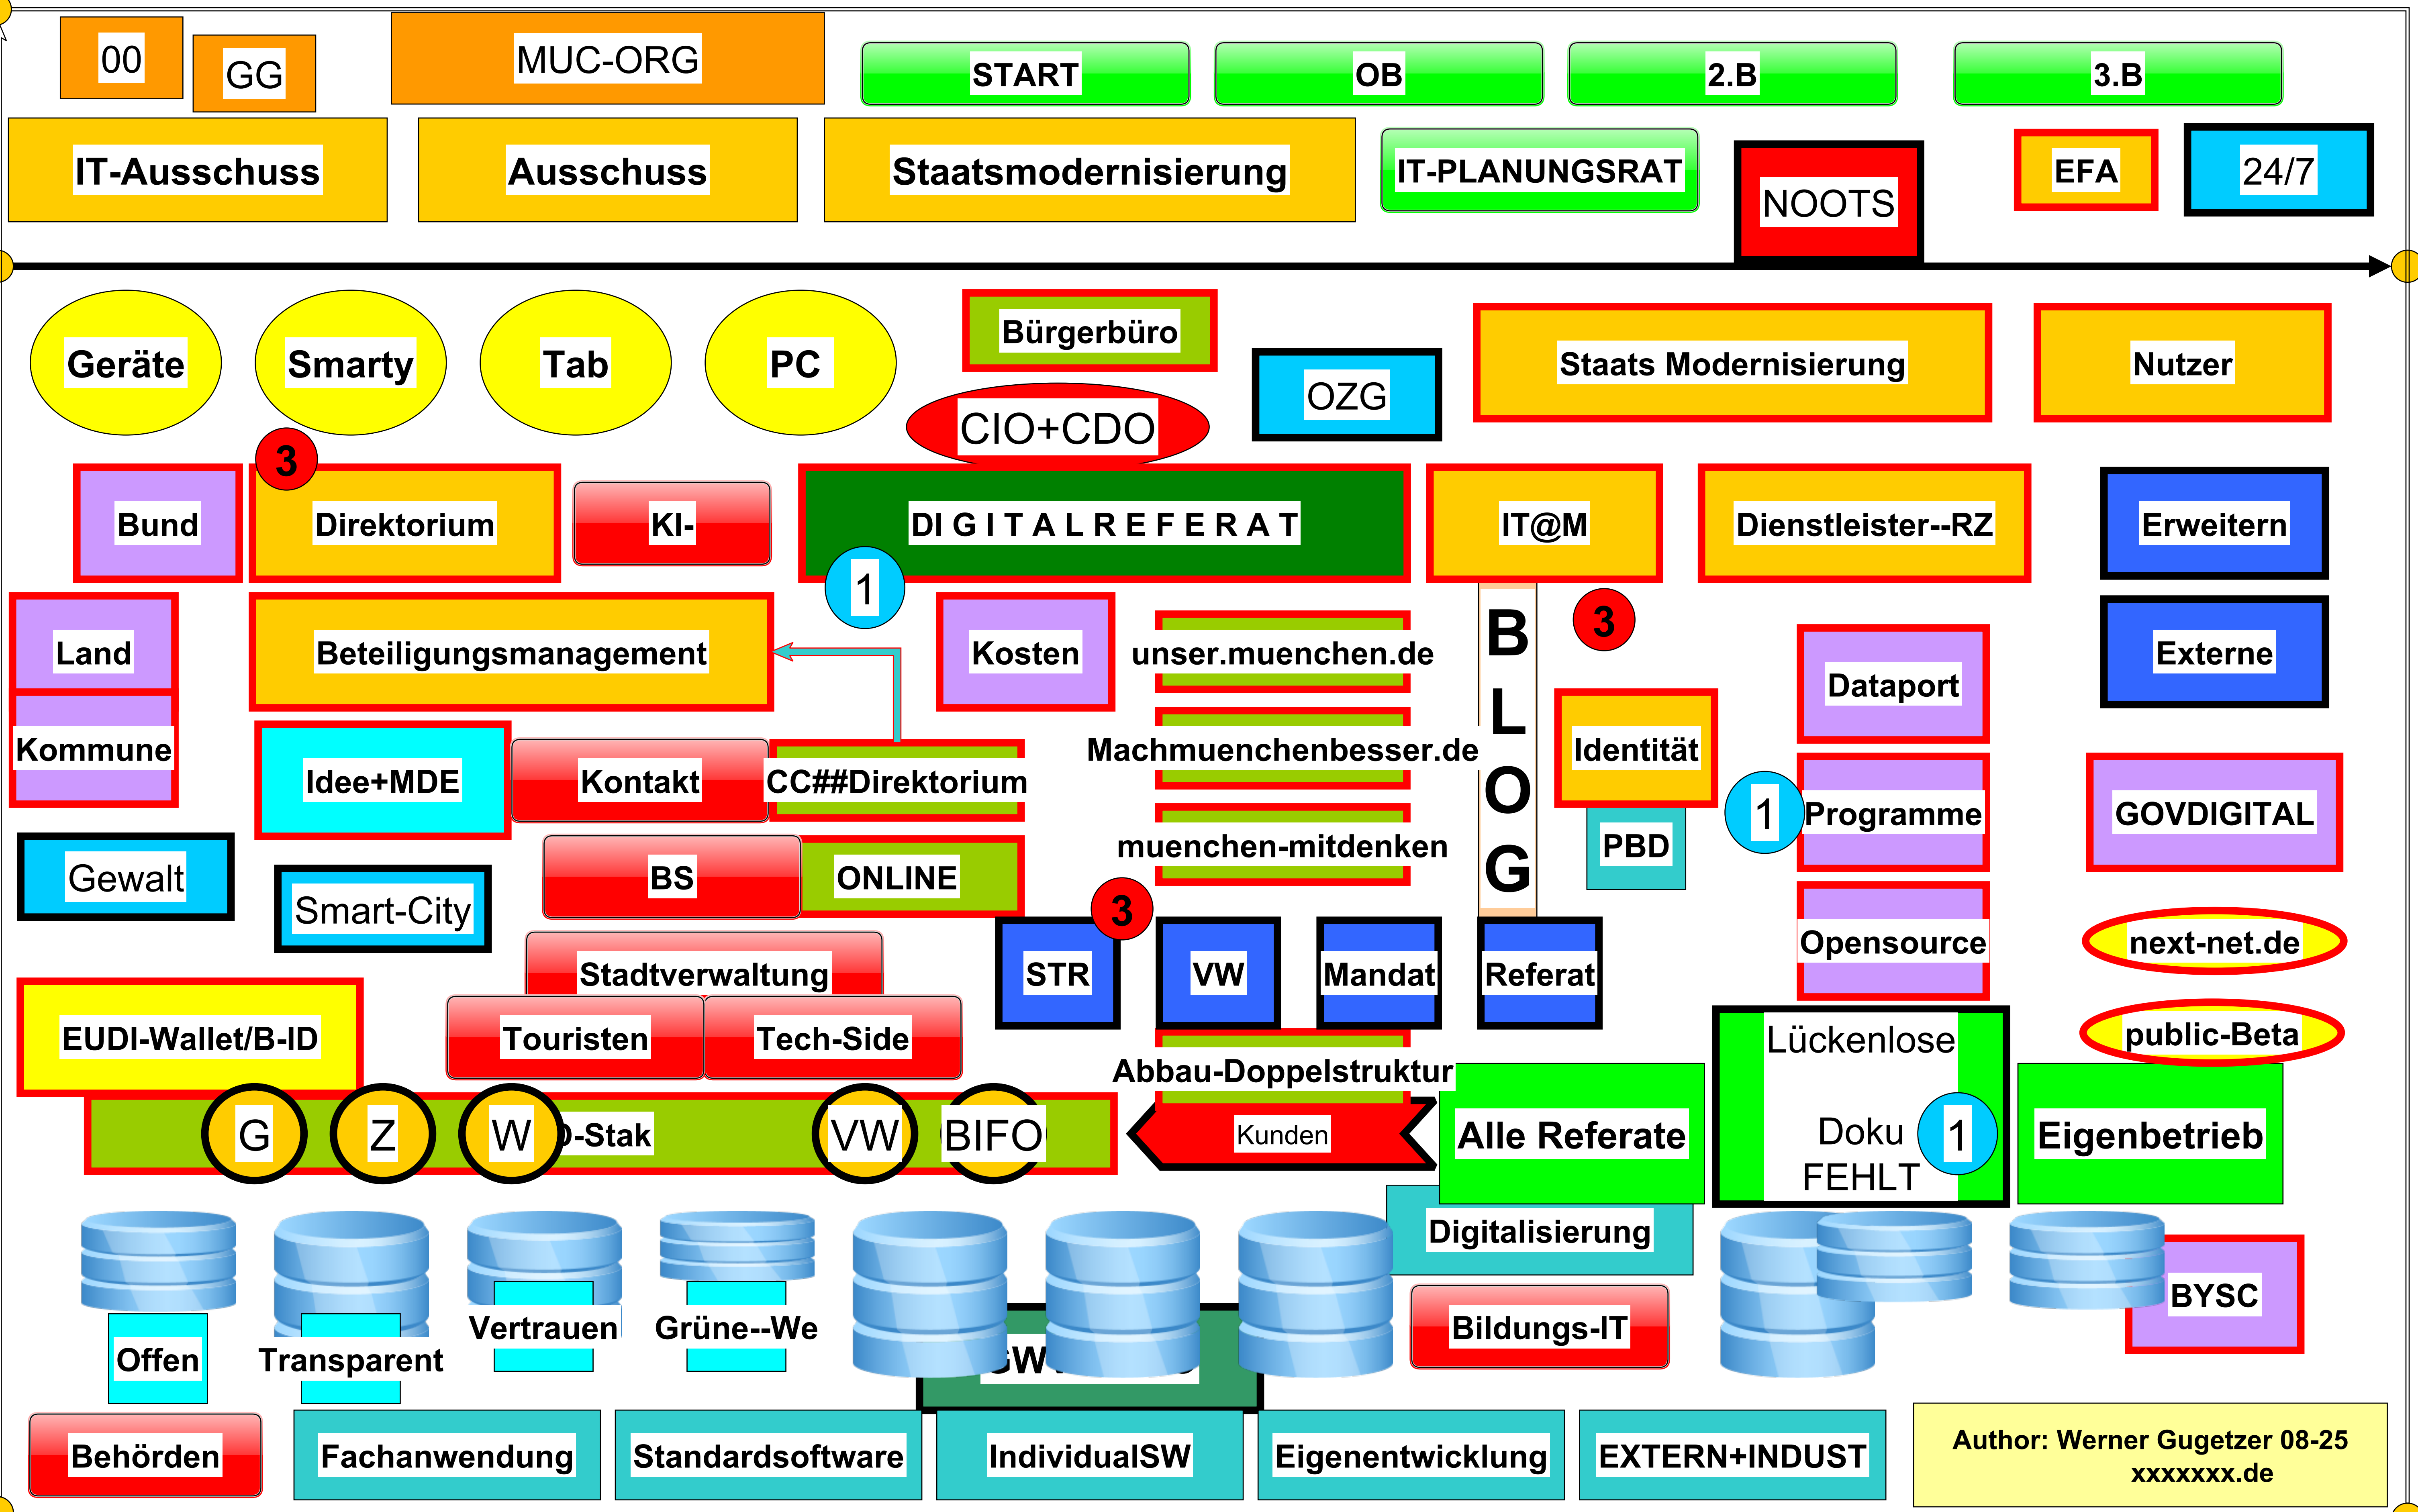 00
GG
MUC-ORG
START
OB
2.B
3.B
IT-Ausschuss
Ausschuss
Staatsmodernisierung
IT-PLANUNGSRAT
NOOTS
EFA
24/7
Geräte
Smarty
Tab
PC
Bürgerbüro
CIO+CDO
OZG
Staats Modernisierung
Nutzer
3
Bund
Direktorium
KI-
DI G I T A L R E F E R A T
IT@M
Dienstleister--RZ
Erweitern
1
Land
Beteiligungsmanagement
Kosten
unser.muenchen.de
B
L
O
G
3
Dataport
Externe
Kommune
Idee+MDE
Kontakt
CC##Direktorium
Machmuenchenbesser.de
Identität
1
Programme
GOVDIGITAL
Gewalt
Smart-City
BS
ONLINE
muenchen-mitdenken
PBD
3
Stadtverwaltung
STR
VW
Mandat
Referat
Opensource
next-net.de
EUDI-Wallet/B-ID
Touristen
Tech-Side
Abbau-Doppelstruktur
Lückenlose
Doku
FEHLT
1
public-Beta
G
Z
W
-Stak
VW
BIFO
Kunden
Alle Referate
Eigenbetrieb
Digitalisierung
Offen
Transparent
Vertrauen
Grüne--We
Bildungs-IT
BYSC
Behörden
Fachanwendung
Standardsoftware
IndividualSW
Eigenentwicklung
EXTERN+INDUST
Author: Werner Gugetzer 08-25
xxxxxxx.de